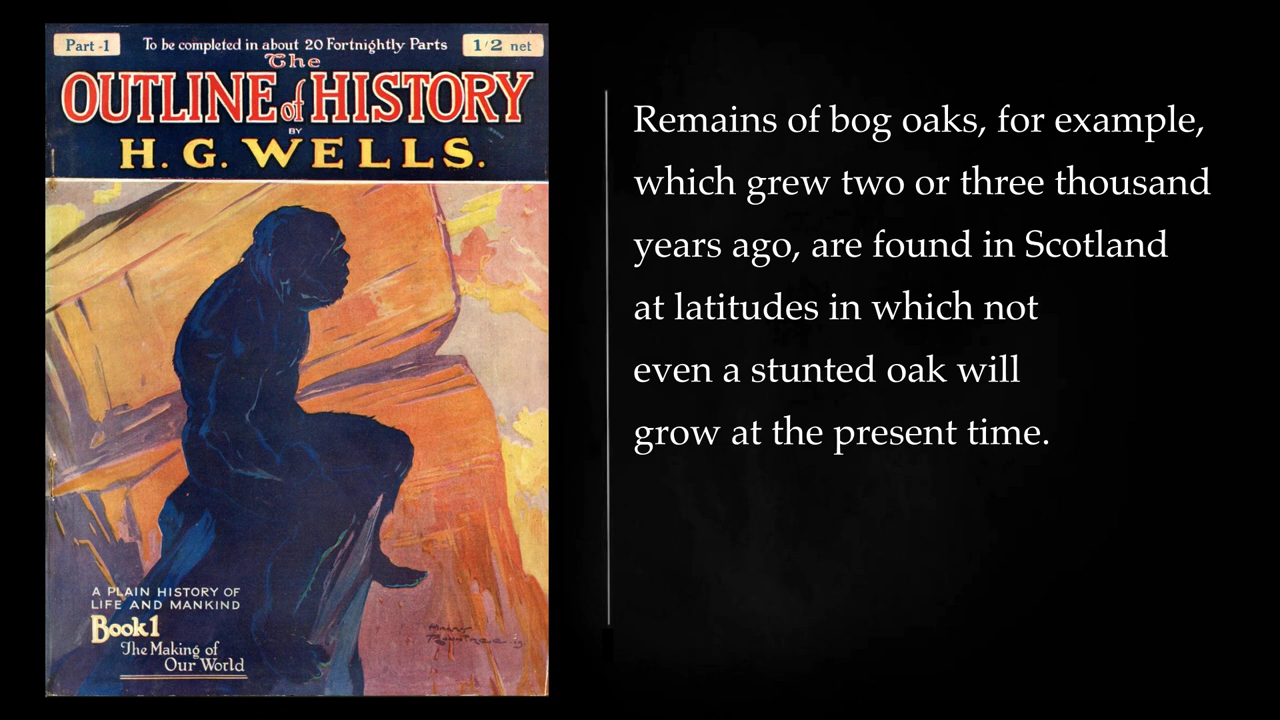 Part -1
To be completed in about 20 Fortnightly Parts
1/2 net
The
OUTLINE of HISTORY
BY
H. G. WELLS.
A PLAIN HISTORY OF
LIFE AND MANKIND
Book 1
The Making of
Our World
Remains of bog oaks, for example,
which grew two or three thousand
years ago, are found in Scotland
at latitudes in which not
even a stunted oak will
grow at the present time.